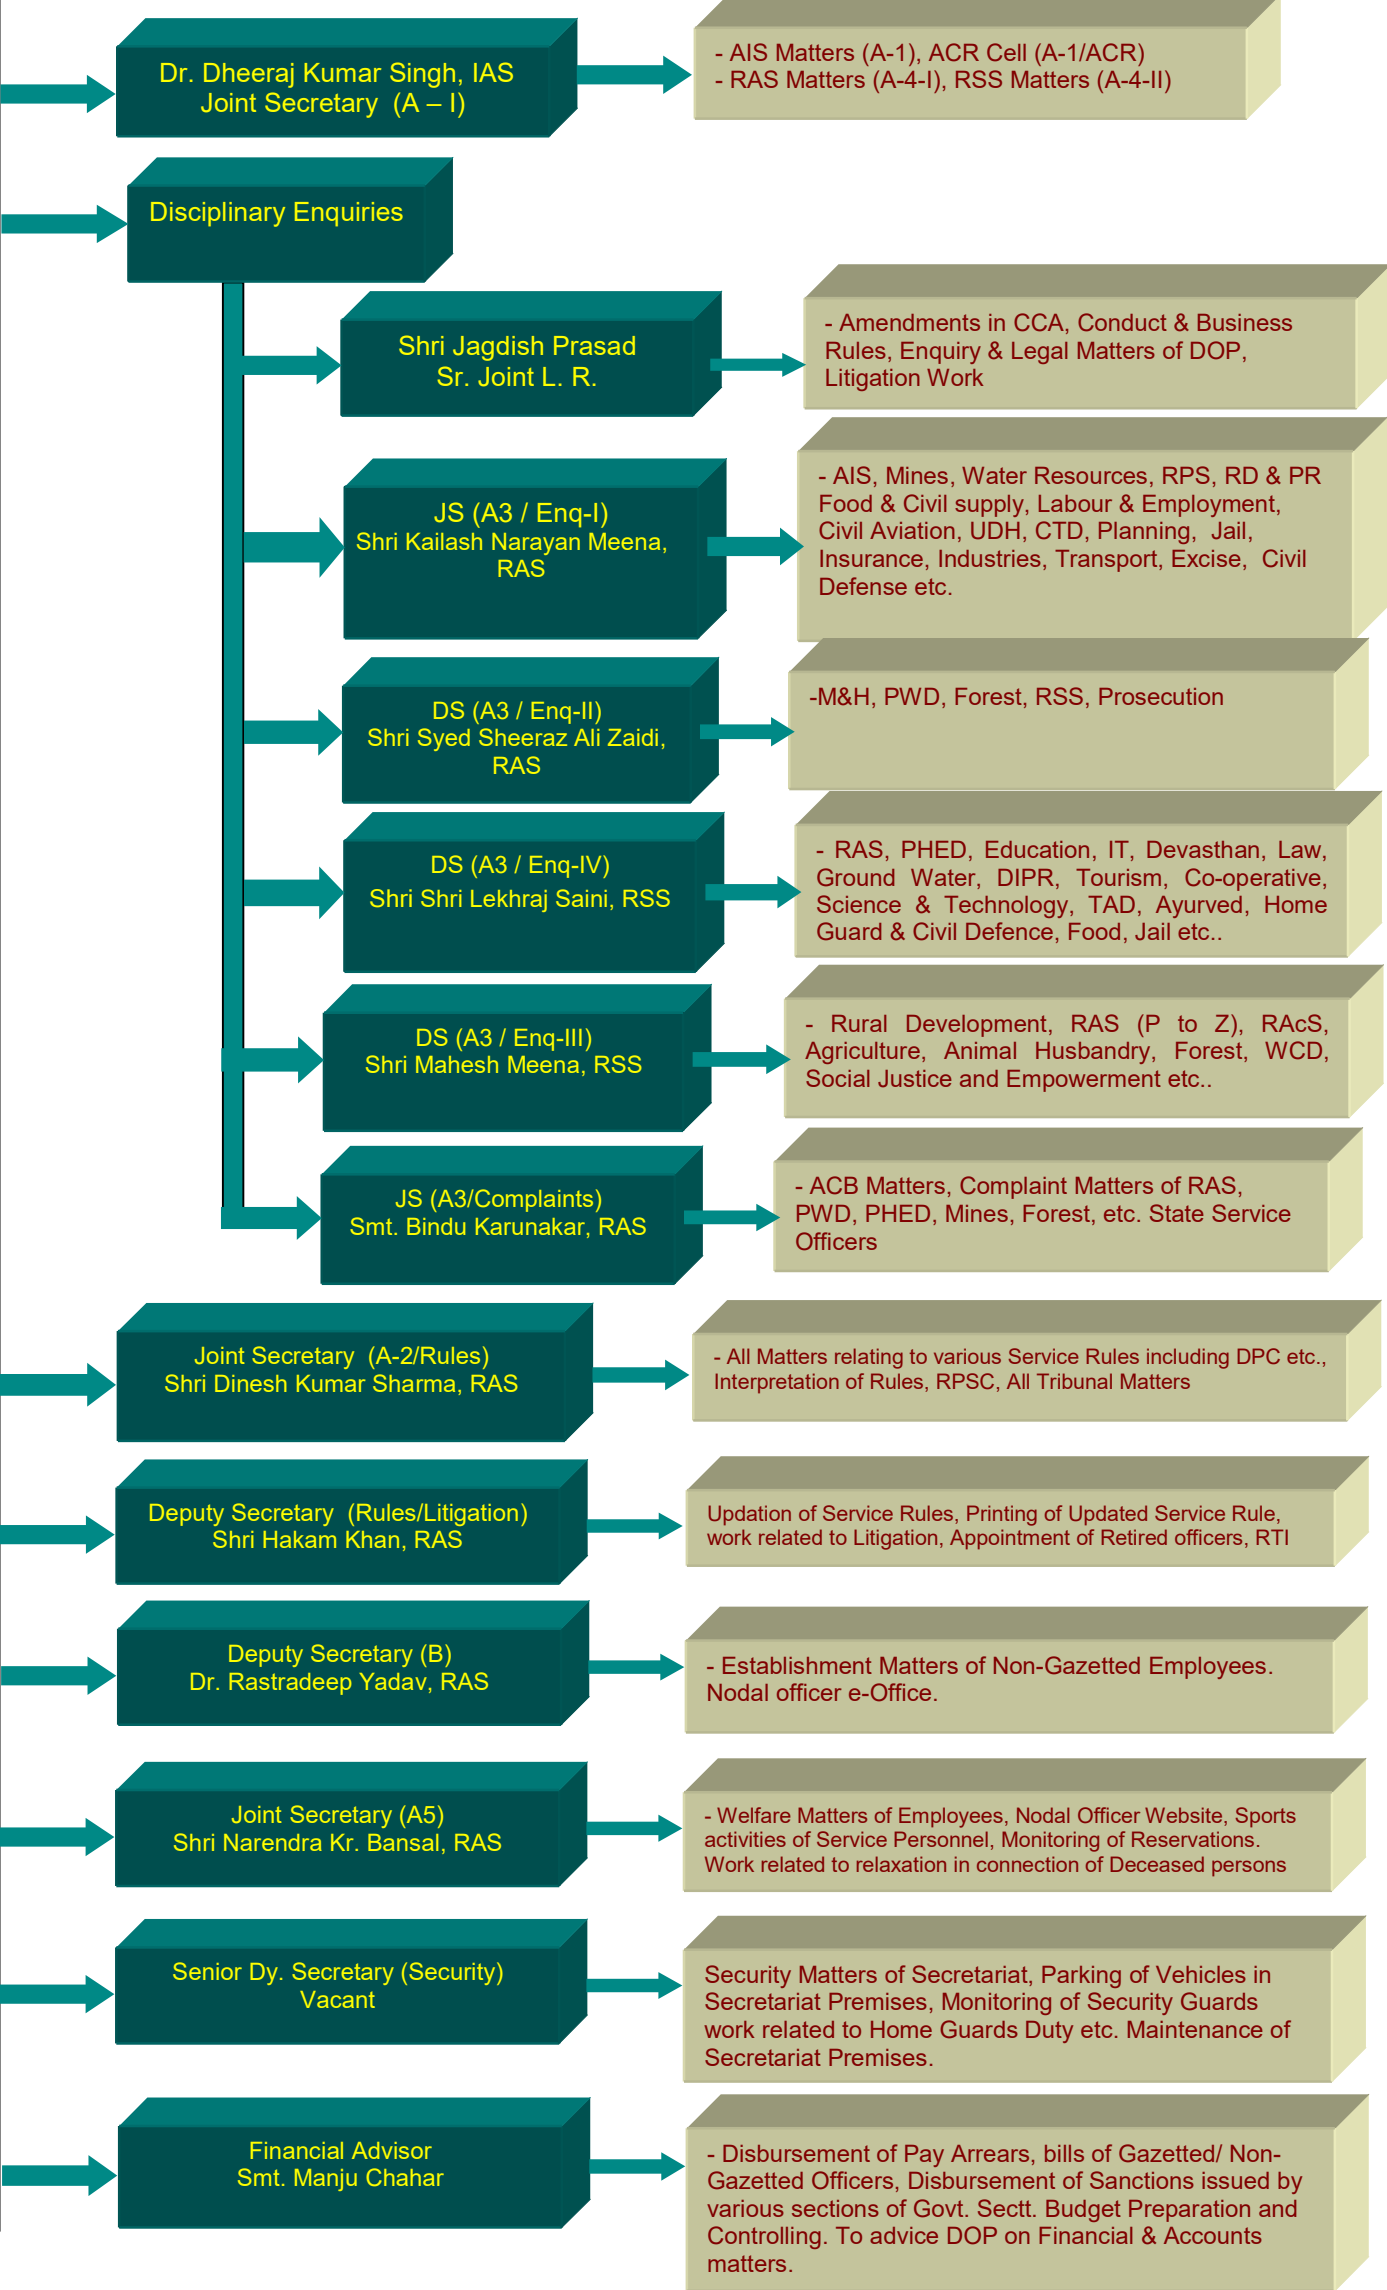 Dr. Dheeraj Kumar Singh, IAS
Joint Secretary (A – I)
- AIS Matters (A-1), ACR Cell (A-1/ACR)
- RAS Matters (A-4-I), RSS Matters (A-4-II)
Disciplinary Enquiries
Shri Jagdish Prasad
Sr. Joint L. R.
- Amendments in CCA, Conduct & Business
Rules, Enquiry & Legal Matters of DOP,
Litigation Work
JS (A3 / Enq-I)
Shri Kailash Narayan Meena,
RAS
- AIS, Mines, Water Resources, RPS, RD & PR
Food & Civil supply, Labour & Employment,
Civil Aviation, UDH, CTD, Planning, Jail,
Insurance, Industries, Transport, Excise, Civil
Defense etc.
DS (A3 / Enq-II)
Shri Syed Sheeraz Ali Zaidi,
RAS
-M&H, PWD, Forest, RSS, Prosecution
DS (A3 / Enq-IV)
Shri Shri Lekhraj Saini, RSS
- RAS, PHED, Education, IT, Devasthan, Law,
Ground Water, DIPR, Tourism, Co-operative,
Science & Technology, TAD, Ayurved, Home
Guard & Civil Defence, Food, Jail etc..
DS (A3 / Enq-III)
Shri Mahesh Meena, RSS
- Rural Development, RAS (P to Z), RAcS,
Agriculture, Animal Husbandry, Forest, WCD,
Social Justice and Empowerment etc..
JS (A3/Complaints)
Smt. Bindu Karunakar, RAS
- ACB Matters, Complaint Matters of RAS,
PWD, PHED, Mines, Forest, etc. State Service
Officers
Joint Secretary (A-2/Rules)
Shri Dinesh Kumar Sharma, RAS
- All Matters relating to various Service Rules including DPC etc.,
Interpretation of Rules, RPSC, All Tribunal Matters
Deputy Secretary (Rules/Litigation)
Shri Hakam Khan, RAS
Updation of Service Rules, Printing of Updated Service Rule,
work related to Litigation, Appointment of Retired officers, RTI
Deputy Secretary (B)
Dr. Rastradeep Yadav, RAS
- Establishment Matters of Non-Gazetted Employees.
Nodal officer e-Office.
Joint Secretary (A5)
Shri Narendra Kr. Bansal, RAS
- Welfare Matters of Employees, Nodal Officer Website, Sports
activities of Service Personnel, Monitoring of Reservations.
Work related to relaxation in connection of Deceased persons
Senior Dy. Secretary (Security)
Vacant
Security Matters of Secretariat, Parking of Vehicles in
Secretariat Premises, Monitoring of Security Guards
work related to Home Guards Duty etc. Maintenance of
Secretariat Premises.
Financial Advisor
Smt. Manju Chahar
- Disbursement of Pay Arrears, bills of Gazetted/ Non-
Gazetted Officers, Disbursement of Sanctions issued by
various sections of Govt. Sectt. Budget Preparation and
Controlling. To advice DOP on Financial & Accounts
matters.